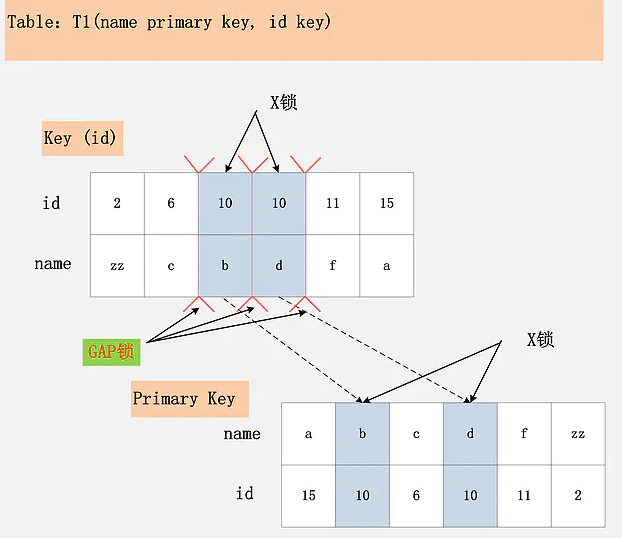 Table: T1(name primary key, id key)
X锁
Key (id)
id 2 6 10 10 11 15
name zz c b d f a
GAP锁
X锁
Primary Key
name a b c d f zz
id 15 10 6 10 11 2